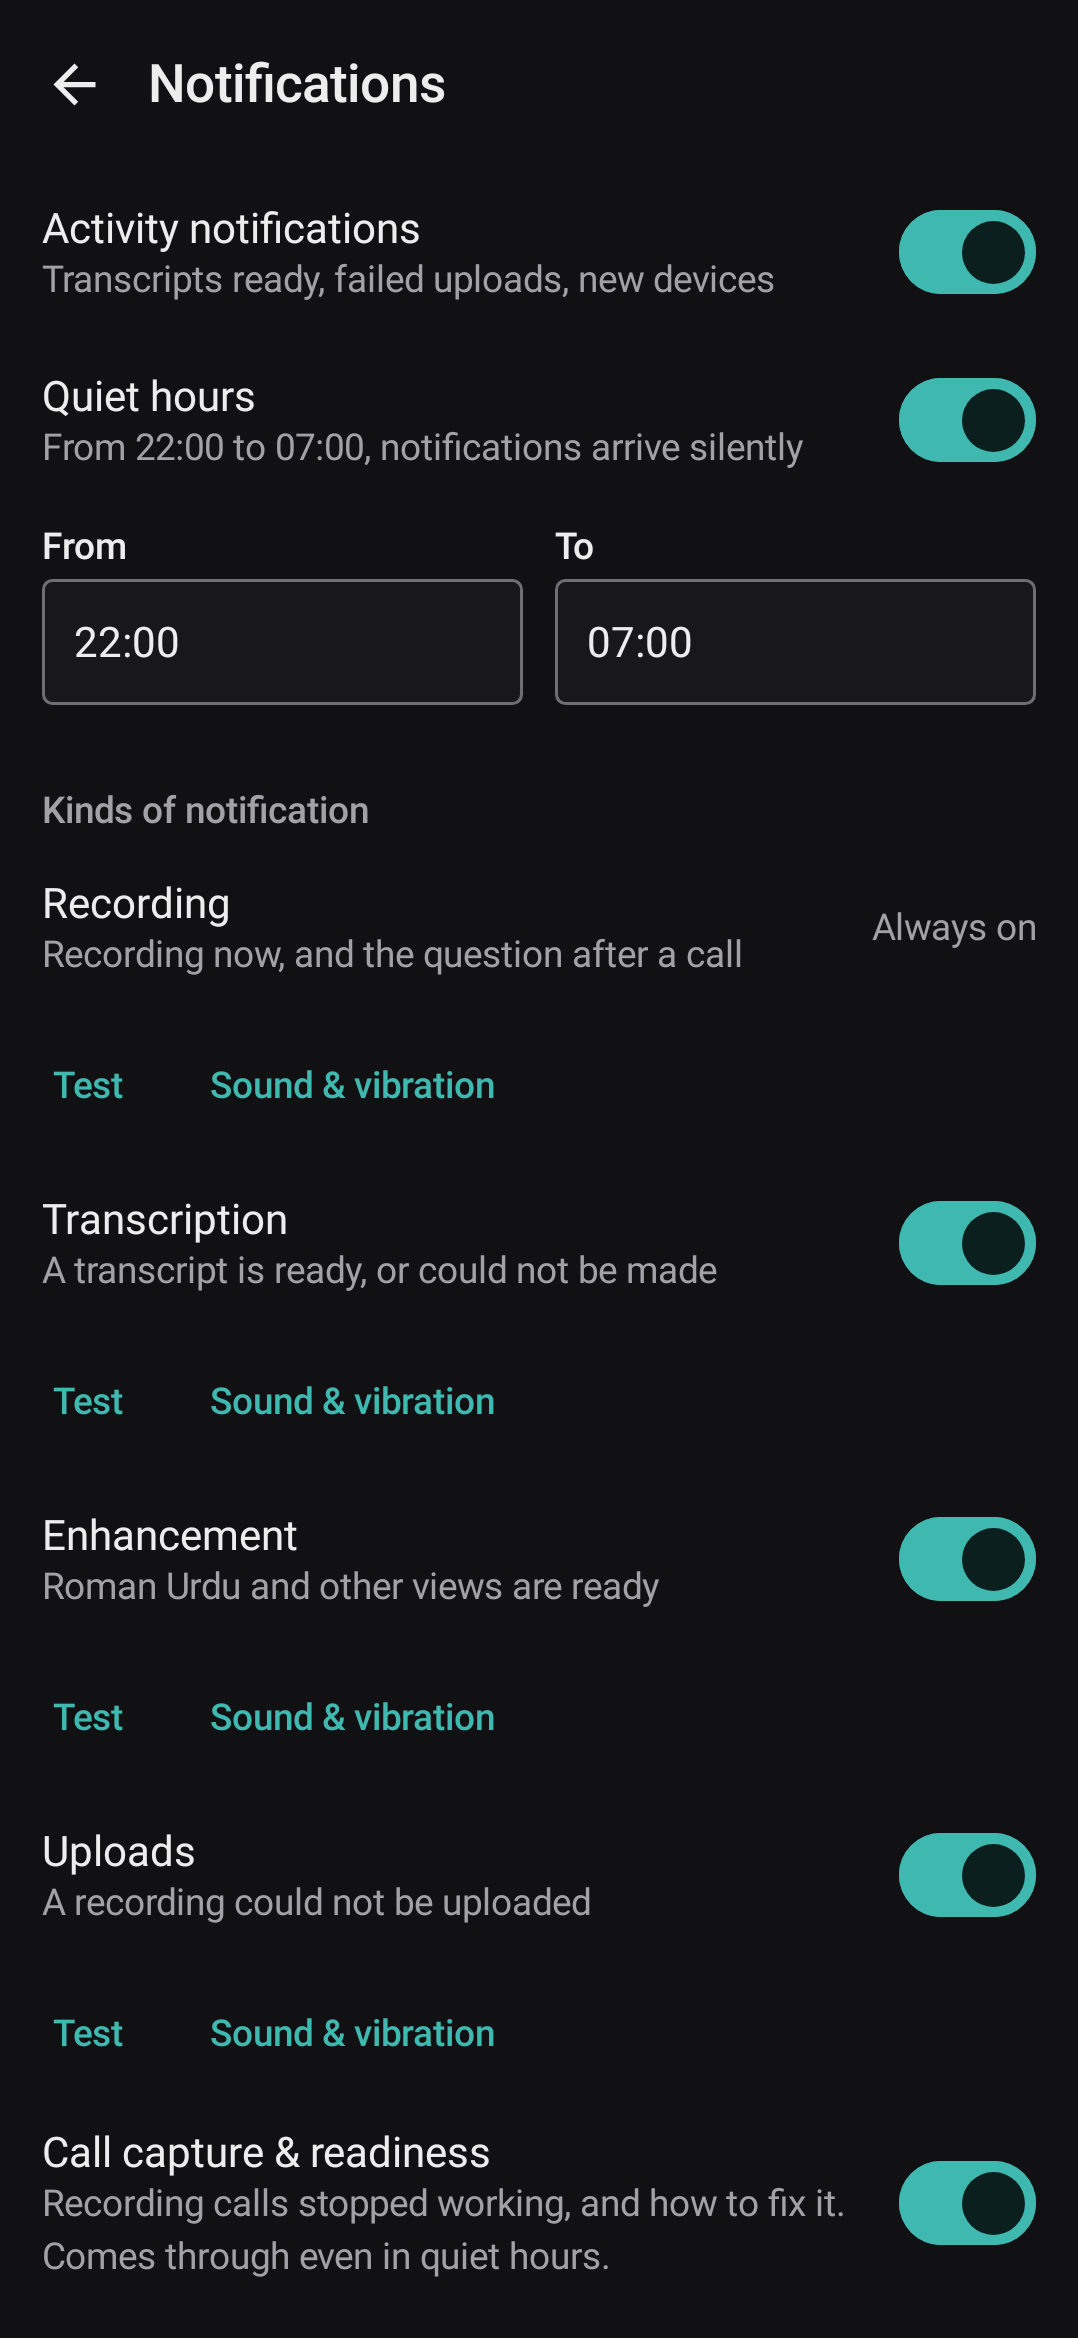 Notifications
Activity notifications
Transcripts ready, failed uploads, new devices
Quiet hours
From 22:00 to 07:00, notifications arrive silently
From
To
22:00
07:00
Kinds of notification
Recording
Recording now, and the question after a call
Always on
Test
Sound & vibration
Transcription
A transcript is ready, or could not be made
Test
Sound & vibration
Enhancement
Roman Urdu and other views are ready
Test
Sound & vibration
Uploads
A recording could not be uploaded
Test
Sound & vibration
Call capture & readiness
Recording calls stopped working, and how to fix it.
Comes through even in quiet hours.